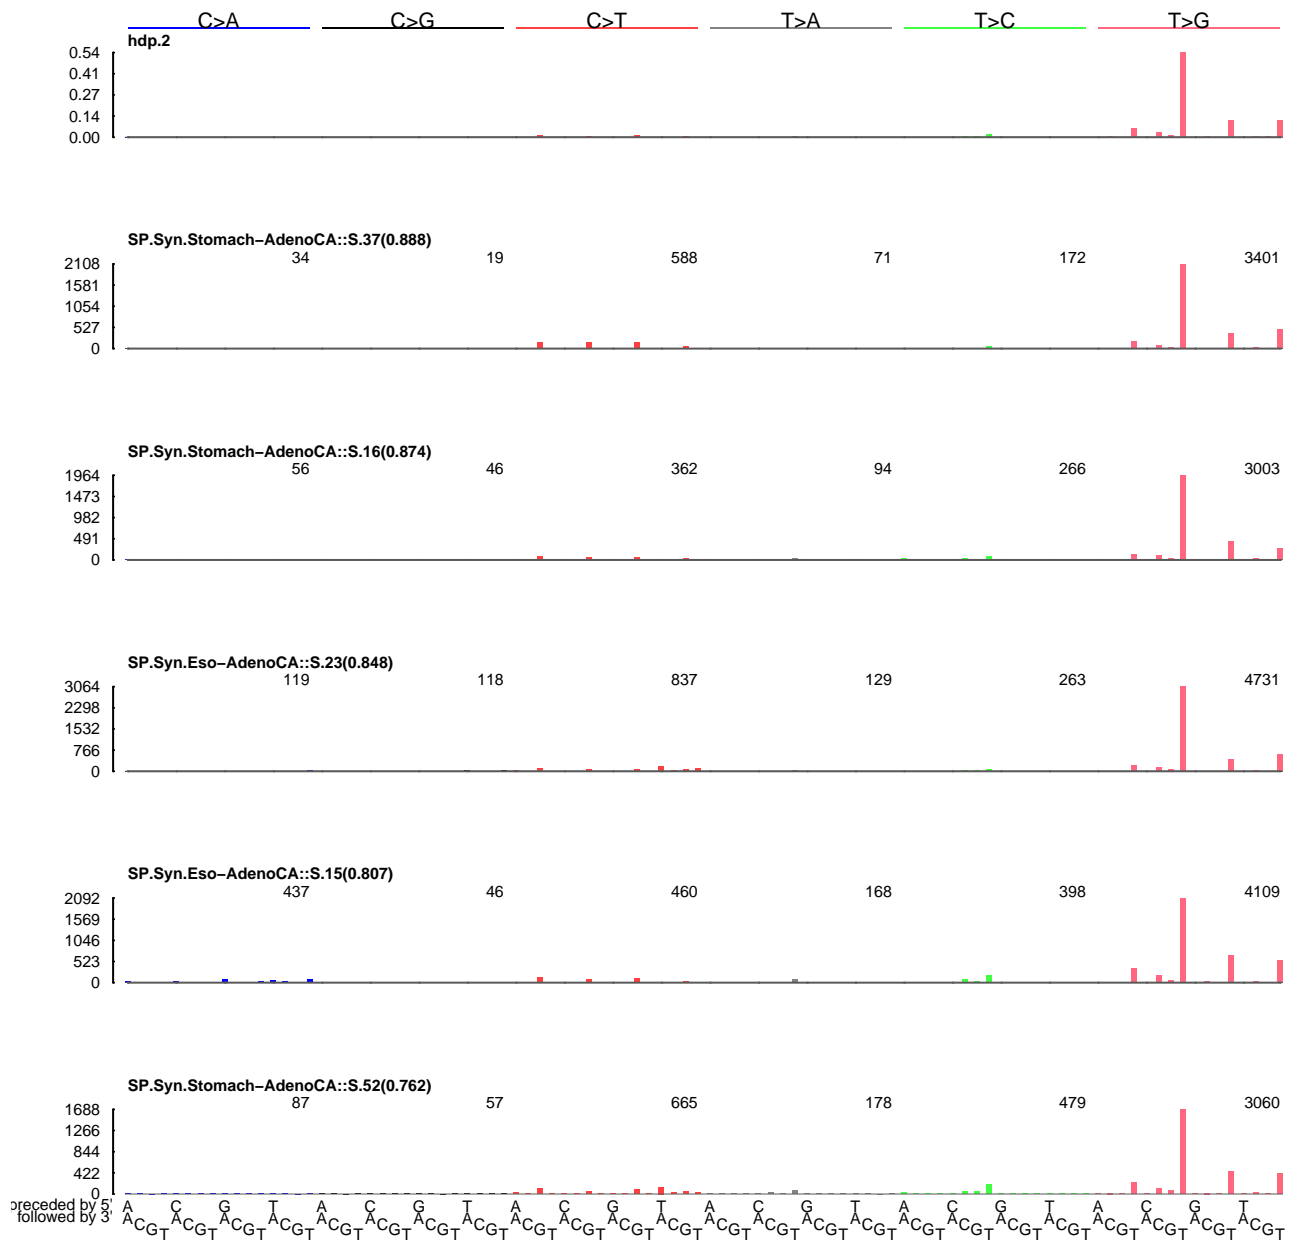 C>A C>G C>T T>A T>C T>G
hdp.2
0.54
0.41
0.27
0.14
0.00
SP.Syn.Stomach−AdenoCA::S.37(0.888)
34 19 588 71 172 3401
2108
1581
1054
527
0
SP.Syn.Stomach−AdenoCA::S.16(0.874)
56 46 362 94 266 3003
1964
1473
982
491
0
SP.Syn.Eso−AdenoCA::S.23(0.848)
119 118 837 129 263 4731
3064
2298
1532
766
0
SP.Syn.Eso−AdenoCA::S.15(0.807)
437 46 460 168 398 4109
2092
1569
1046
523
0
SP.Syn.Stomach−AdenoCA::S.52(0.762)
87 57 665 178 479 3060
1688
1266
844
422
0
preceded by 5' A C G T A C G T A C G T A C G T A C G T A C G T
followed by 3' A C G T A C G T A C G T A C G T A C G T A C G T A C G T A C G T A C G T A C G T A C G T A C G T A C G T A C G T A C G T A C G T A C G T A C G T A C G T A C G T A C G T A C G T A C G T A C G T